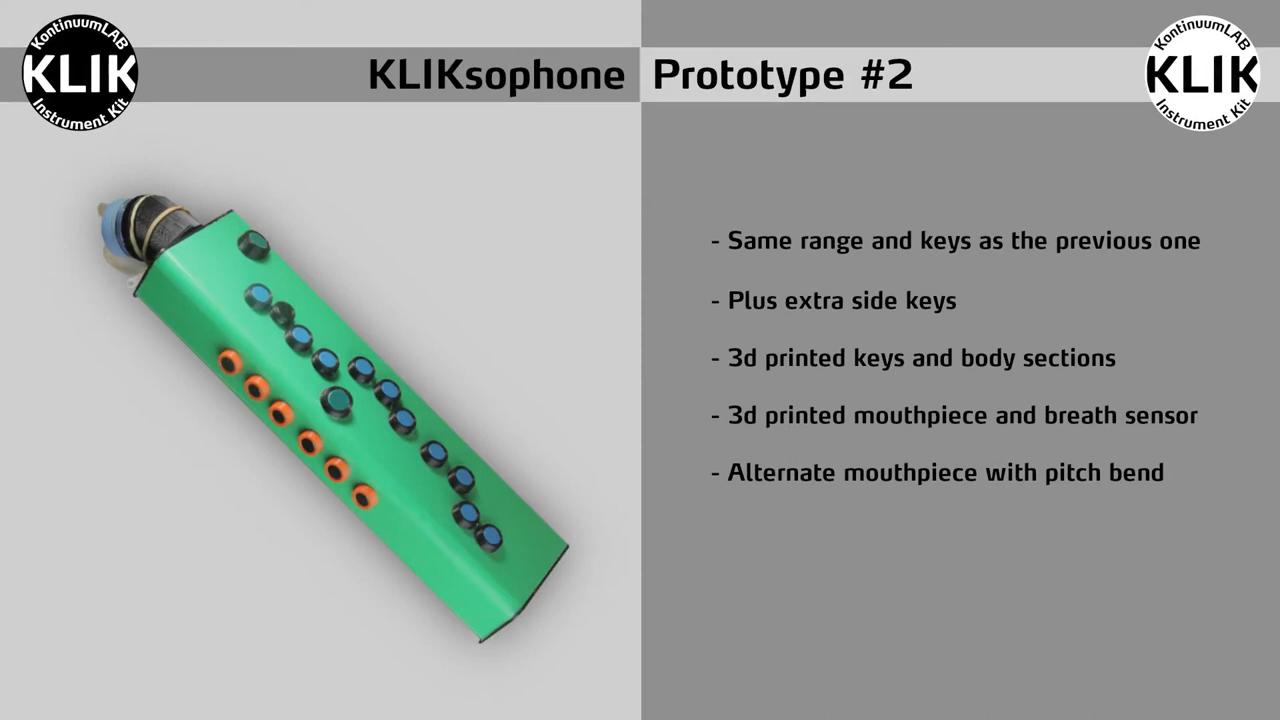 KontinuumLAB
KLIK
Instrument Kit
KLIKsophone Prototype #2
KontinuumLAB
KLIK
Instrument Kit
- Same range and keys as the previous one
- Plus extra side keys
- 3d printed keys and body sections
- 3d printed mouthpiece and breath sensor
- Alternate mouthpiece with pitch bend